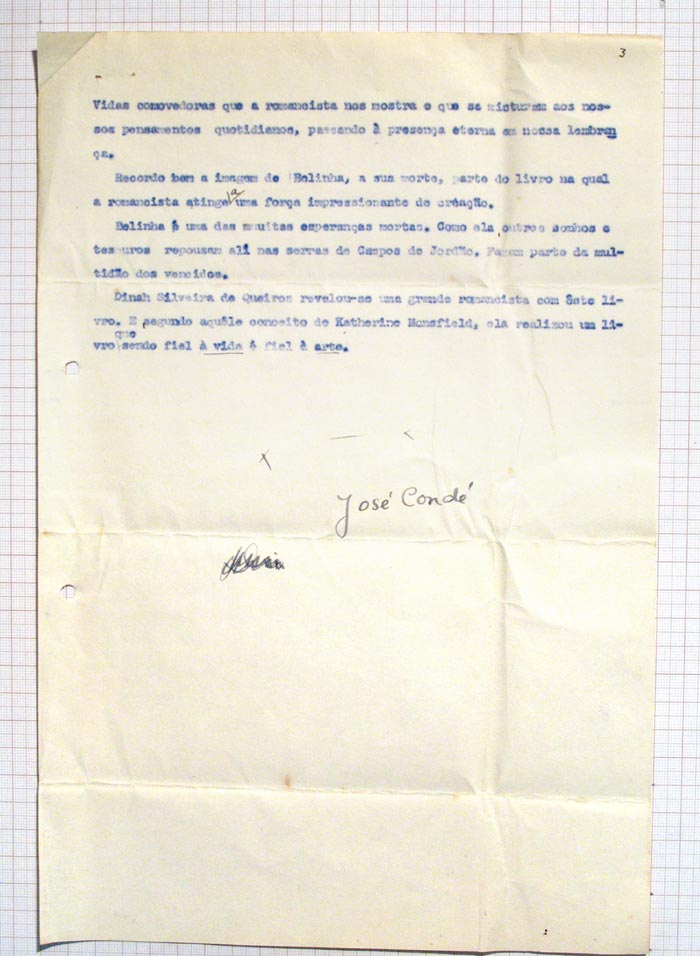 3
Vidas comovedoras que a romancista nos mostra e que se misturam aos nos-
sos pensamentos quotidianos, passando à presença eterna em nossa lembran
ça.
Recordo bem a imagem de Belinha, a sua morte, parte do livro na qual
a romancista atinge a uma força impressionante de créação.
Belinha é uma das muuitas esperanças mortas. Como ela, outros sonhos e
tesouros repousam ali nas serras de Campos de Jordão. Fazem parte da mul-
tidão dos vencidos.
Dinah Silveira de Queiros revelou-se uma grande romancista com êste li-
vro. E, segundo aquêle conceito de Katherine Mansfield, ela realizou um li-
vro que sendo fiel à vida é fiel à arte.
José Condé